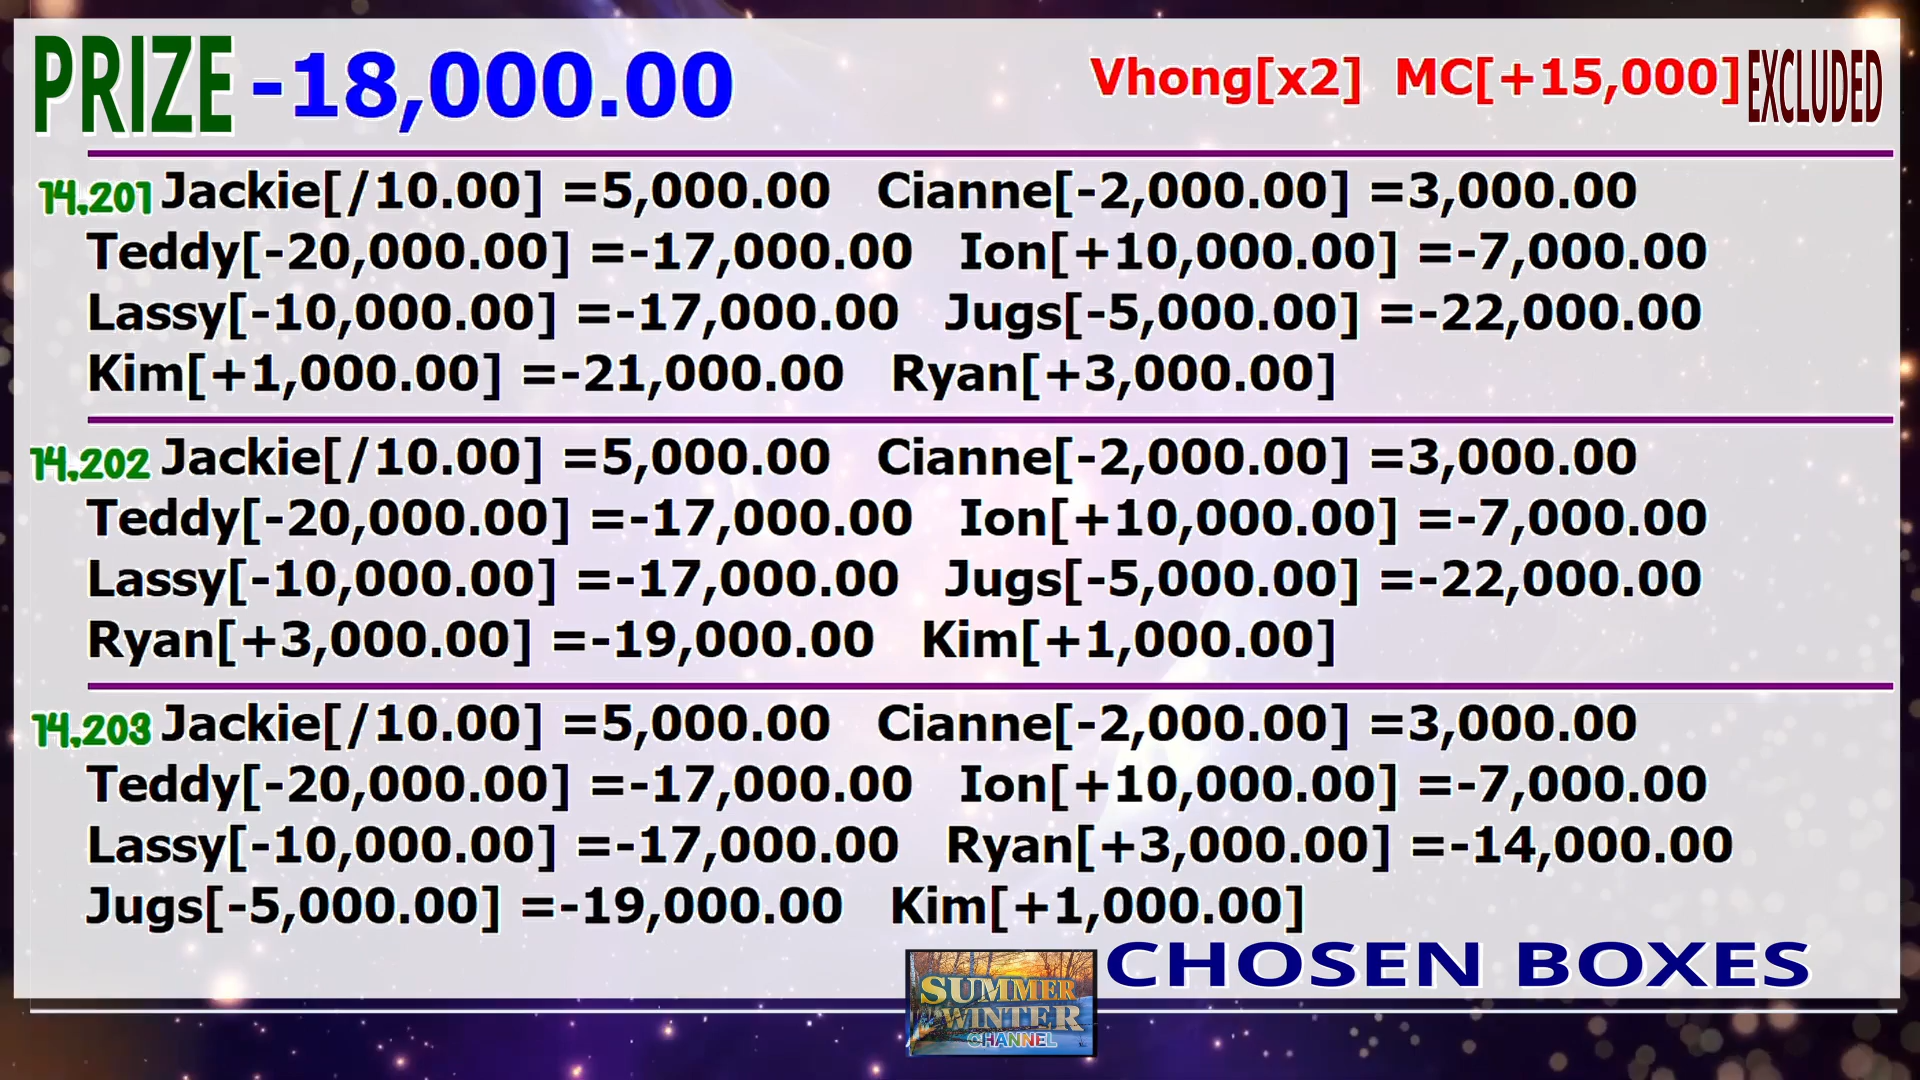 PRIZE -18,000.00 Vhong[x2] MC[+15,000] EXCLUDED
14,201 Jackie[/10.00] =5,000.00 Cianne[-2,000.00] =3,000.00
Teddy[-20,000.00] =-17,000.00 Ion[+10,000.00] =-7,000.00
Lassy[-10,000.00] =-17,000.00 Jugs[-5,000.00] =-22,000.00
Kim[+1,000.00] =-21,000.00 Ryan[+3,000.00]
14,202 Jackie[/10.00] =5,000.00 Cianne[-2,000.00] =3,000.00
Teddy[-20,000.00] =-17,000.00 Ion[+10,000.00] =-7,000.00
Lassy[-10,000.00] =-17,000.00 Jugs[-5,000.00] =-22,000.00
Ryan[+3,000.00] =-19,000.00 Kim[+1,000.00]
14,203 Jackie[/10.00] =5,000.00 Cianne[-2,000.00] =3,000.00
Teddy[-20,000.00] =-17,000.00 Ion[+10,000.00] =-7,000.00
Lassy[-10,000.00] =-17,000.00 Ryan[+3,000.00] =-14,000.00
Jugs[-5,000.00] =-19,000.00 Kim[+1,000.00]
CHOSEN BOXES
SUMMER
WINTER
CHANNEL